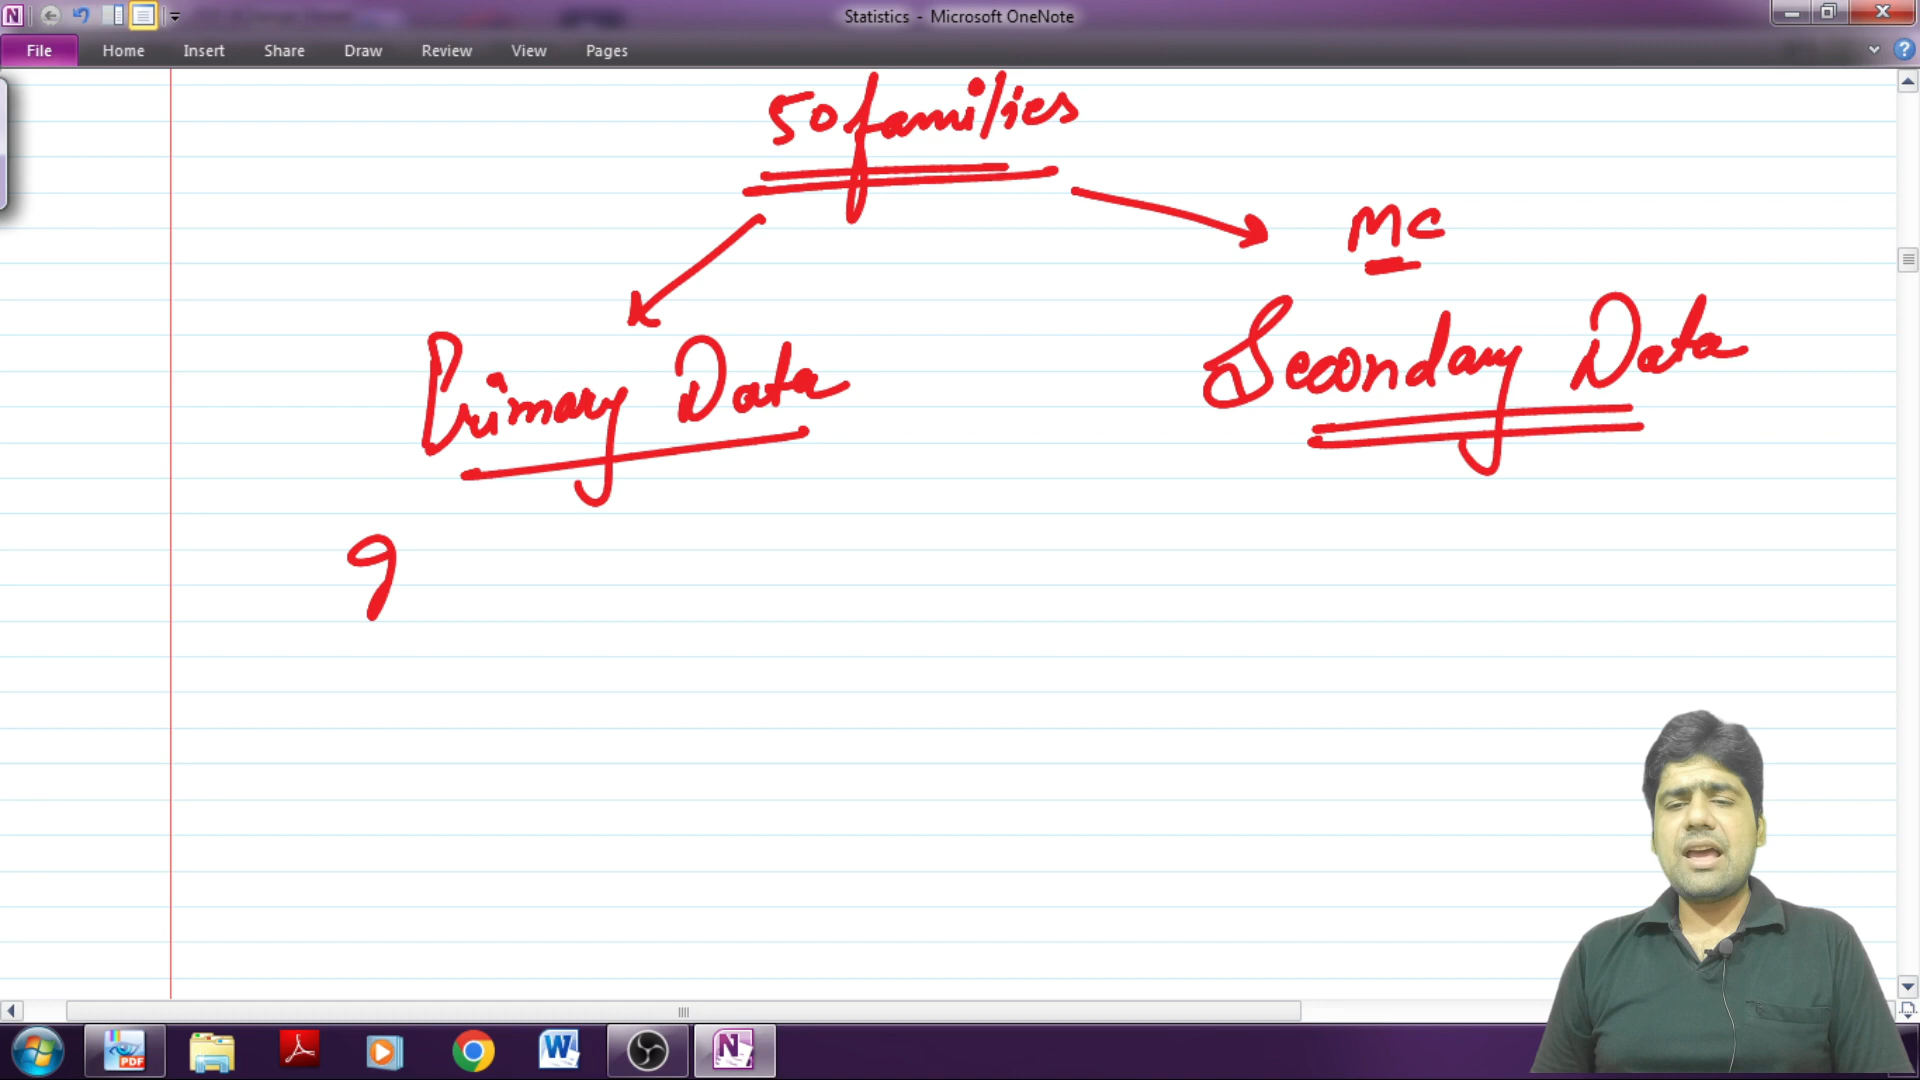 Statistics - Microsoft OneNote
File Home Insert Share Draw Review View Pages
50 families
MC
Primary Data
Secondary Data
9
PDF